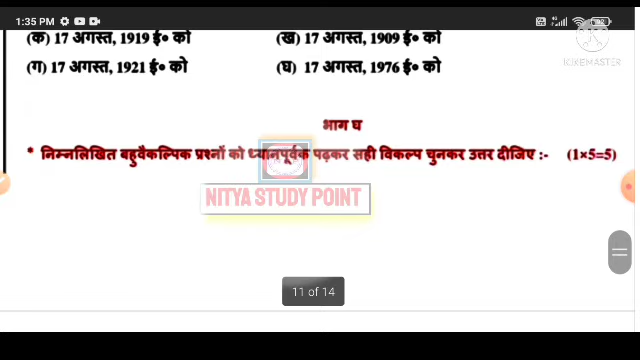 1:35 PM
KINEMASTER
(क) 17 अगस्त, 1919 ई० को (ख) 17 अगस्त, 1909 ई० को
(ग) 17 अगस्त, 1921 ई० को (घ) 17 अगस्त, 1976 ई० को
भाग घ
* निम्नलिखित बहुवैकल्पिक प्रश्नों को ध्यानपूर्वक पढ़कर सही विकल्प चुनकर उत्तर दीजिए :- (1×5=5)
NITYA STUDY POINT
11 of 14